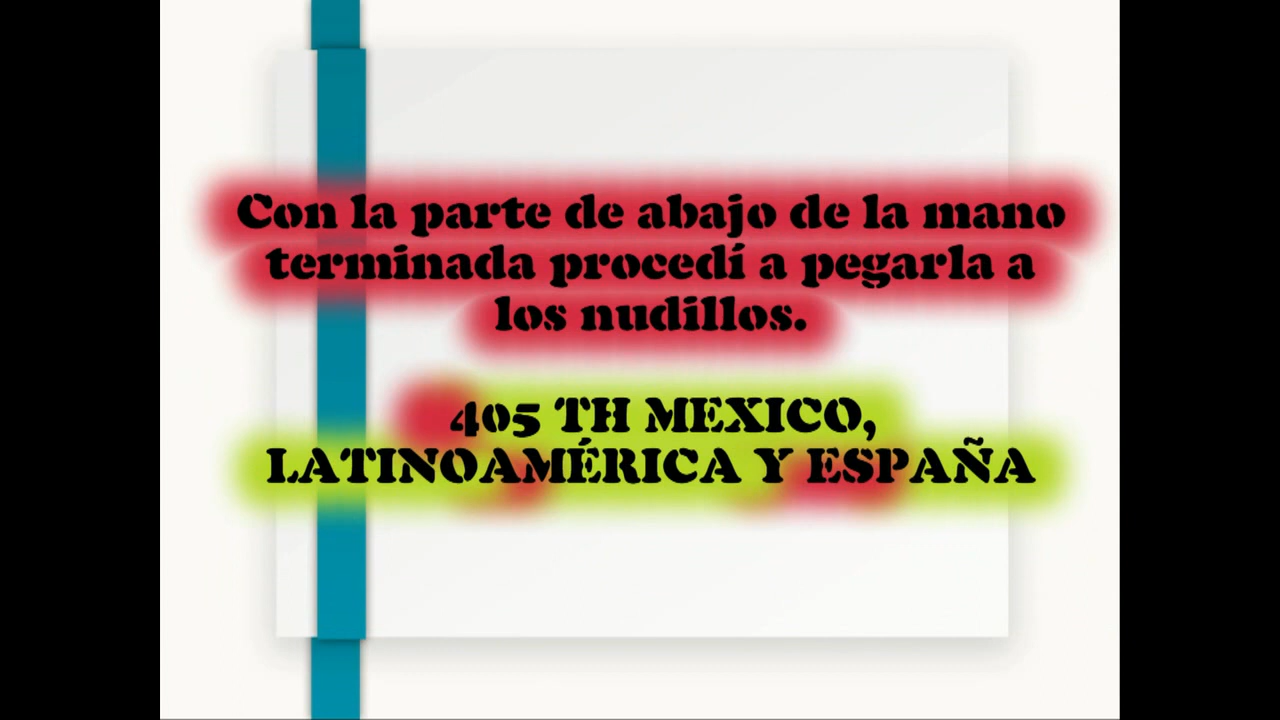 Con la parte de abajo de la mano
terminada procedí a pegarla a
los nudillos.
405 TH MEXICO,
LATINOAMÉRICA Y ESPAÑA